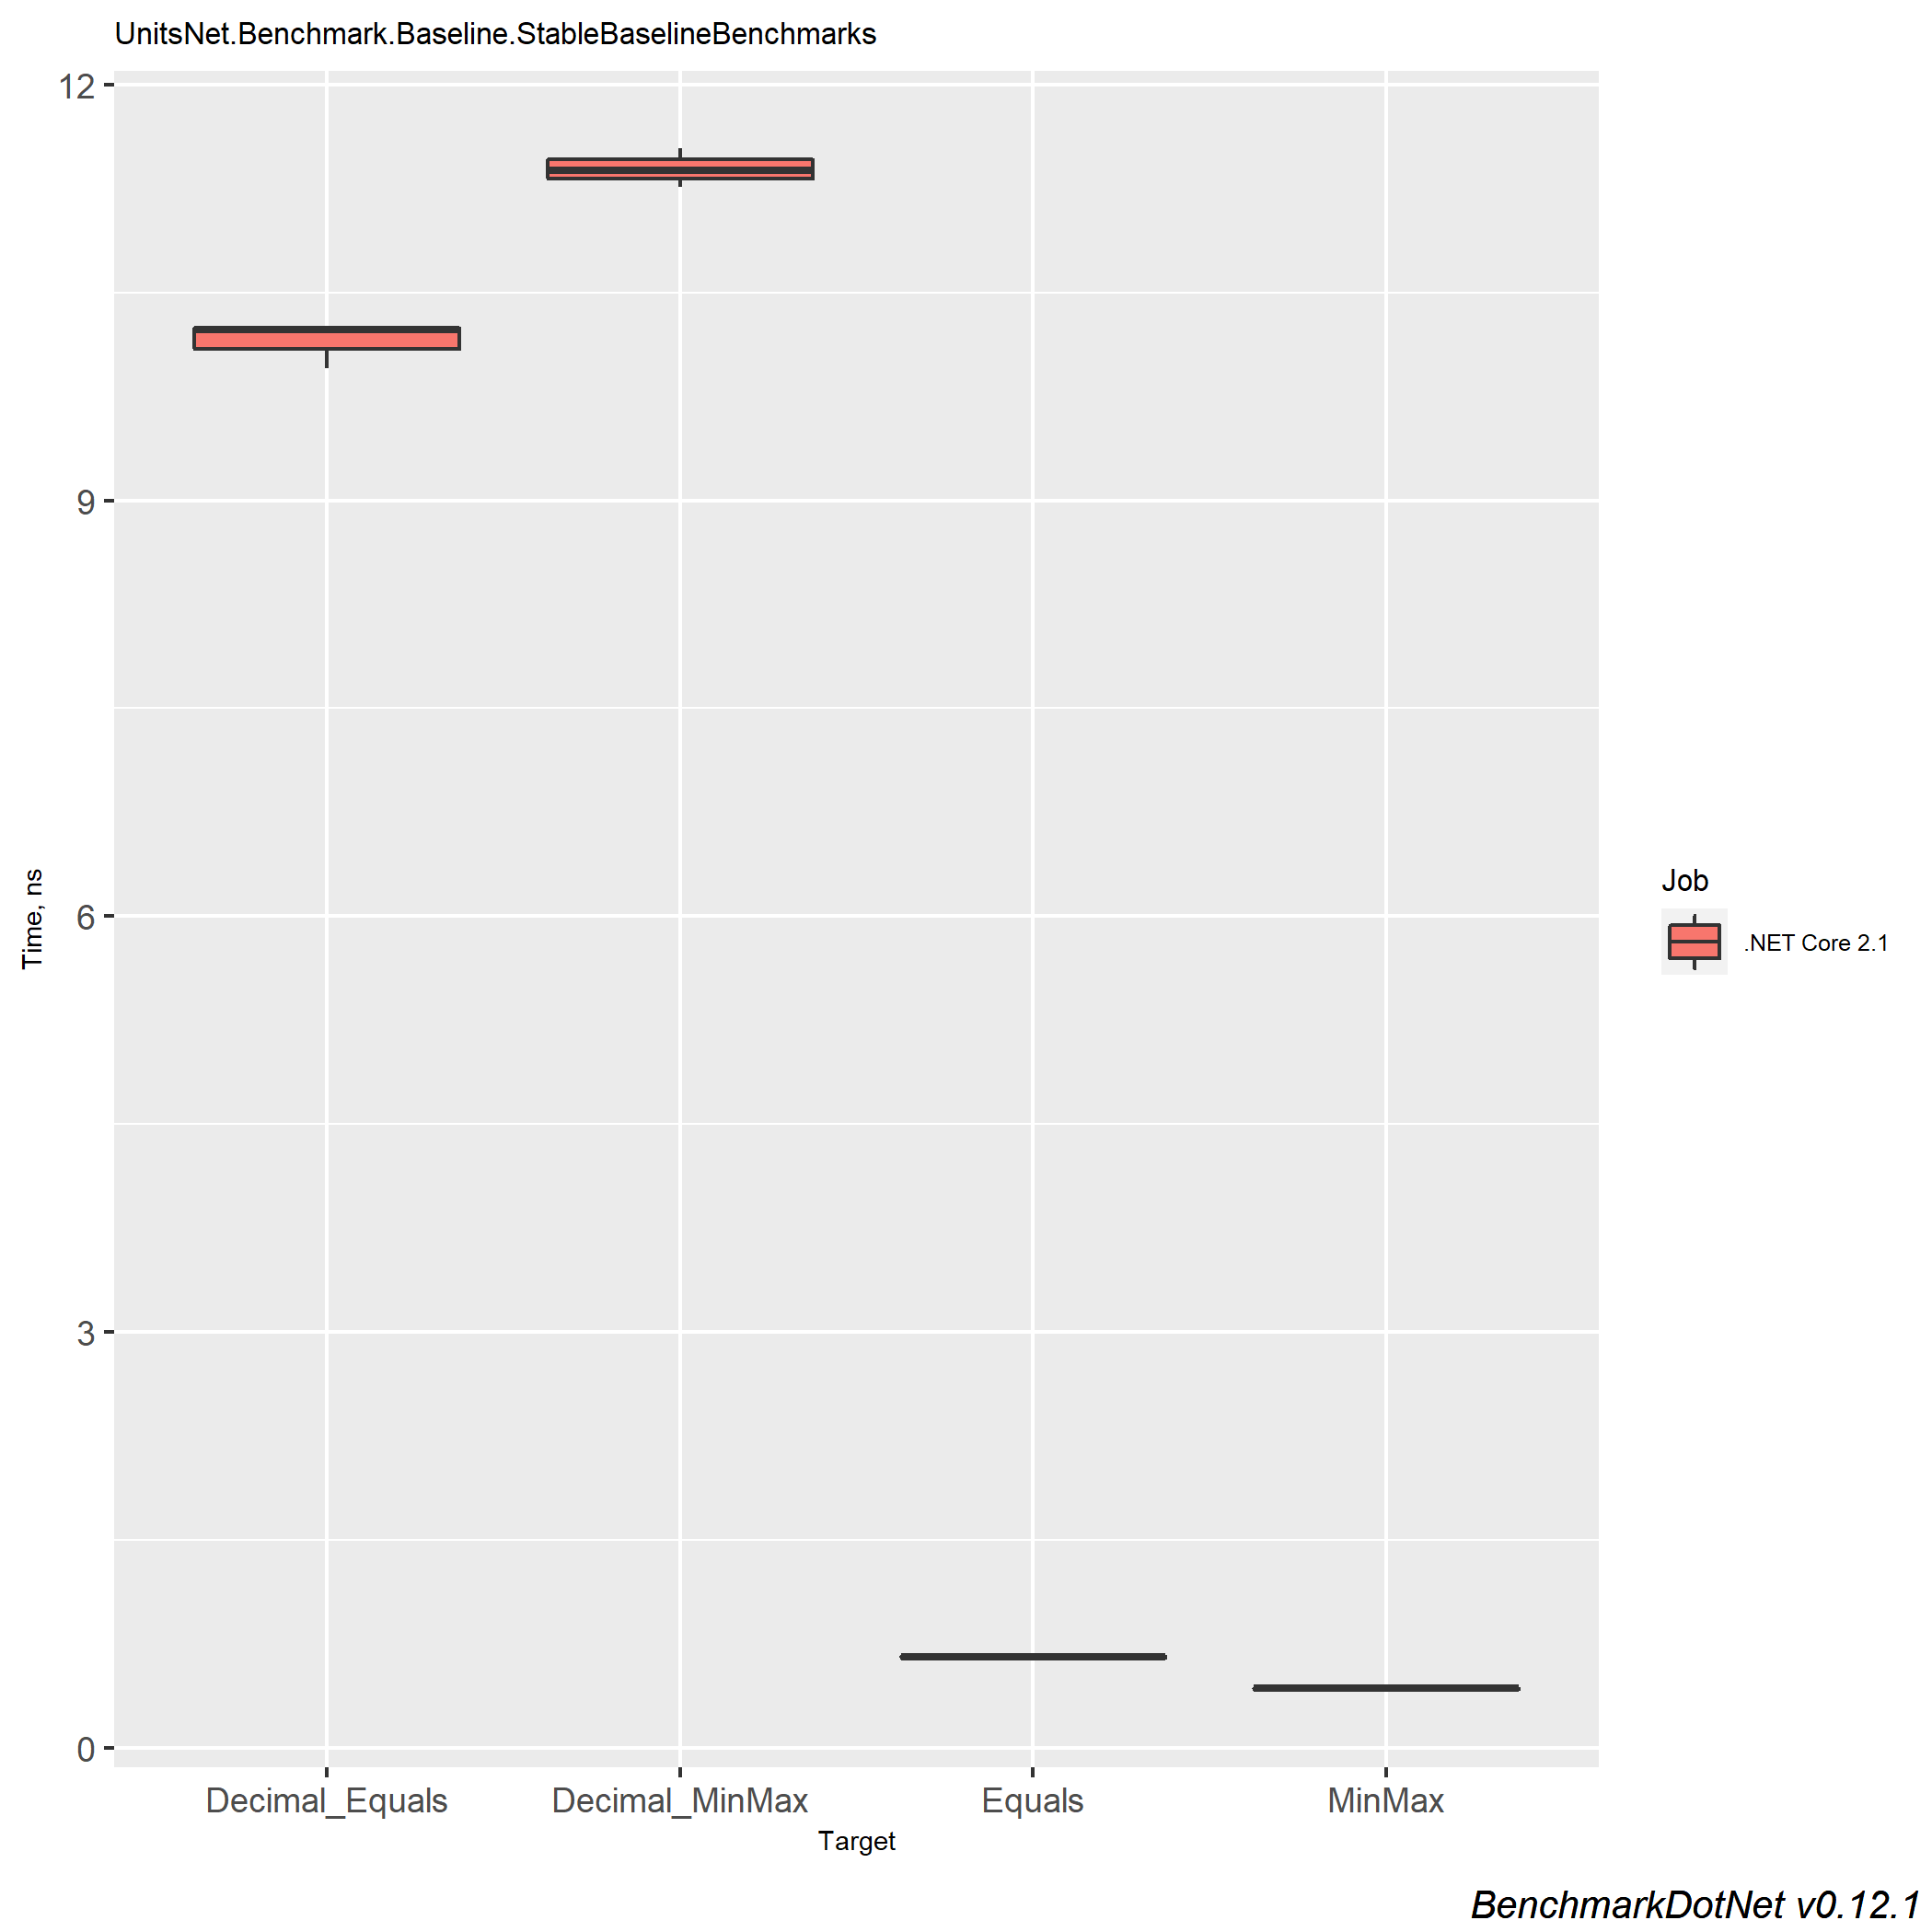 UnitsNet.Benchmark.Baseline.StableBaselineBenchmarks
12
9
6
3
0
Time, ns
Decimal_Equals Decimal_MinMax Equals MinMax
Target
Job
.NET Core 2.1
BenchmarkDotNet v0.12.1